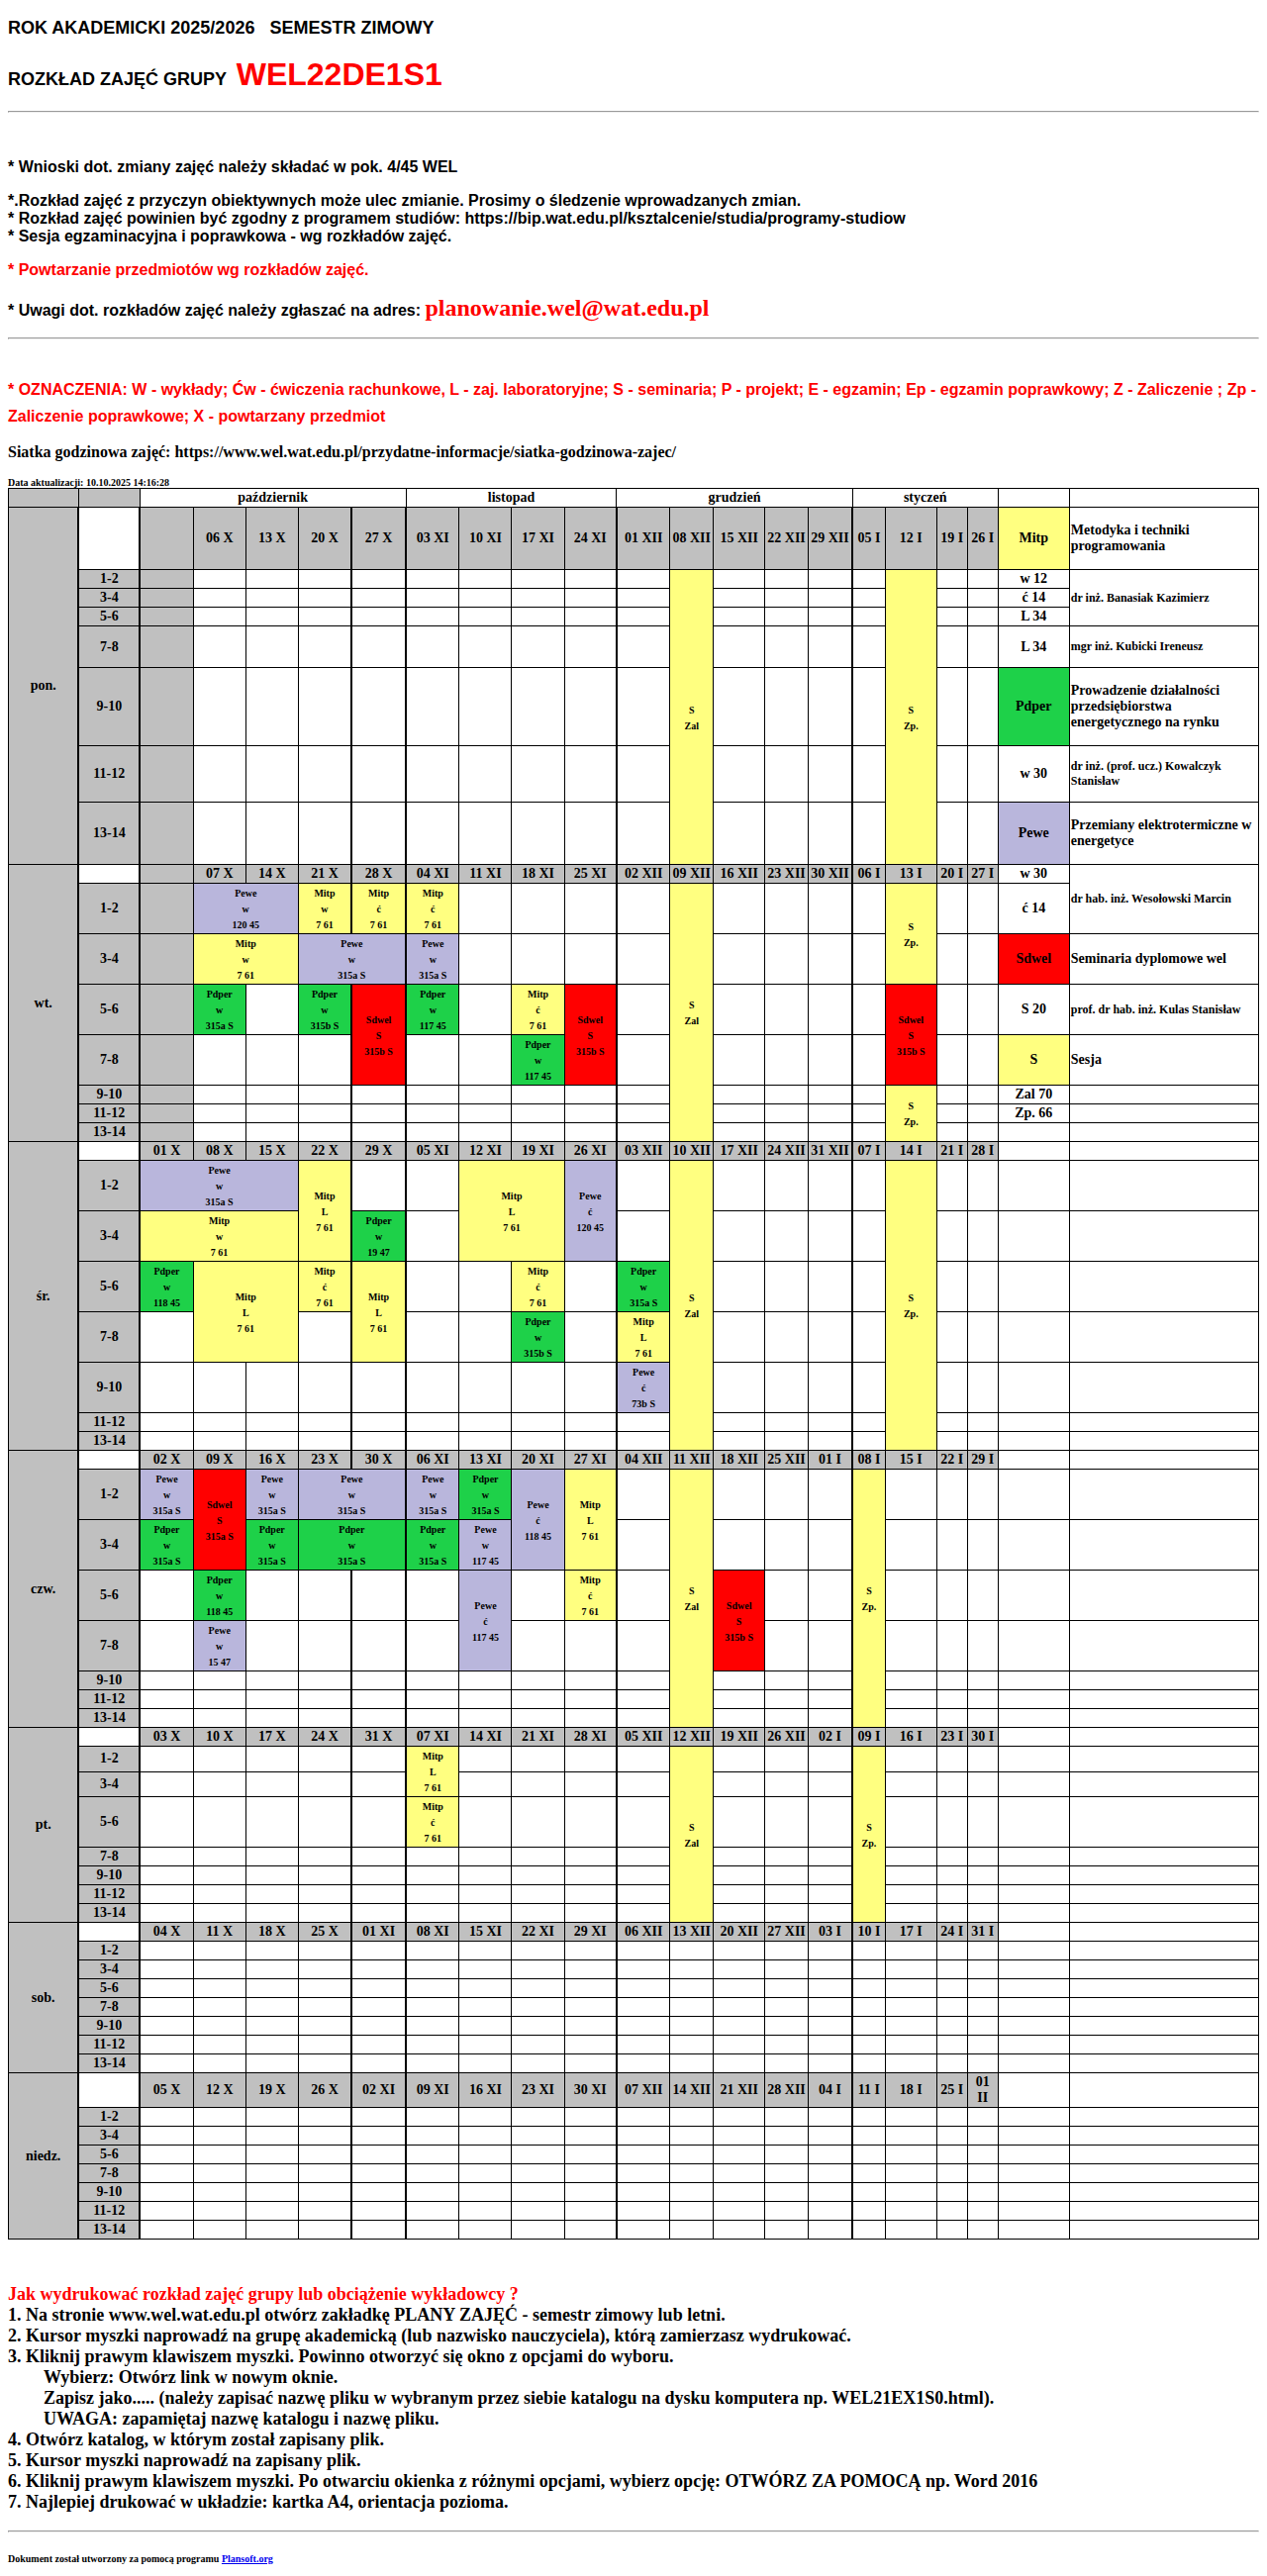 ROK AKADEMICKI 2025/2026 SEMESTR ZIMOWY
ROZKŁAD ZAJĘĆ GRUPY WEL22DE1S1
* Wnioski dot. zmiany zajęć należy składać w pok. 4/45 WEL
*.Rozkład zajęć z przyczyn obiektywnych może ulec zmianie. Prosimy o śledzenie wprowadzanych zmian.
* Rozkład zajęć powinien być zgodny z programem studiów: https://bip.wat.edu.pl/ksztalcenie/studia/programy-studiow
* Sesja egzaminacyjna i poprawkowa - wg rozkładów zajęć.
* Powtarzanie przedmiotów wg rozkładów zajęć.
* Uwagi dot. rozkładów zajęć należy zgłaszać na adres: planowanie.wel@wat.edu.pl
* OZNACZENIA: W - wykłady; Ćw - ćwiczenia rachunkowe, L - zaj. laboratoryjne; S - seminaria; P - projekt; E - egzamin; Ep - egzamin poprawkowy; Z - Zaliczenie ; Zp -
Zaliczenie poprawkowe; X - powtarzany przedmiot
Siatka godzinowa zajęć: https://www.wel.wat.edu.pl/przydatne-informacje/siatka-godzinowa-zajec/
Data aktualizacji: 10.10.2025 14:16:28
październik listopad grudzień styczeń
pon. 06 X 13 X 20 X 27 X 03 XI 10 XI 17 XI 24 XI 01 XII 08 XII 15 XII 22 XII 29 XII 05 I 12 I 19 I 26 I Mitp Metodyka i techniki programowania
1-2 w 12
3-4 ć 14 dr inż. Banasiak Kazimierz
5-6 L 34
7-8 L 34 mgr inż. Kubicki Ireneusz
9-10 S Zal S Zp. Pdper Prowadzenie działalności przedsiębiorstwa energetycznego na rynku
11-12 w 30 dr inż. (prof. ucz.) Kowalczyk Stanisław
13-14 Pewe Przemiany elektrotermiczne w energetyce
wt. 07 X 14 X 21 X 28 X 04 XI 11 XI 18 XI 25 XI 02 XII 09 XII 16 XII 23 XII 30 XII 06 I 13 I 20 I 27 I w 30
1-2 Pewe w 120 45 Mitp w 7 61 Mitp ć 7 61 Mitp ć 7 61 S Zp. ć 14 dr hab. inż. Wesołowski Marcin
3-4 Mitp w 7 61 Pewe w 315a S Pewe w 315a S Sdwel Seminaria dyplomowe wel
5-6 Pdper w 315a S Pdper w 315b S Sdwel S 315b S Pdper w 117 45 Mitp ć 7 61 Sdwel S 315b S S Zal Sdwel S 315b S S 20 prof. dr hab. inż. Kulas Stanisław
7-8 Pdper w 117 45 S Sesja
9-10 Zal 70
11-12 S Zp. Zp. 66
13-14
śr. 01 X 08 X 15 X 22 X 29 X 05 XI 12 XI 19 XI 26 XI 03 XII 10 XII 17 XII 24 XII 31 XII 07 I 14 I 21 I 28 I
1-2 Pewe w 315a S Mitp L 7 61 Mitp L 7 61 Pewe ć 120 45
3-4 Mitp w 7 61 Pdper w 19 47
5-6 Pdper w 118 45 Mitp L 7 61 Mitp ć 7 61 Mitp L 7 61 Mitp ć 7 61 Pdper w 315a S S Zal S Zp.
7-8 Pdper w 315b S Mitp L 7 61
9-10 Pewe ć 73b S
11-12
13-14
czw. 02 X 09 X 16 X 23 X 30 X 06 XI 13 XI 20 XI 27 XI 04 XII 11 XII 18 XII 25 XII 01 I 08 I 15 I 22 I 29 I
1-2 Pewe w 315a S Sdwel S 315a S Pewe w 315a S Pewe w 315a S Pewe w 315a S Pdper w 315a S Pewe ć 118 45 Mitp L 7 61
3-4 Pdper w 315a S Pdper w 315a S Pdper w 315a S Pdper w 315a S Pewe w 117 45
5-6 Pdper w 118 45 Pewe ć 117 45 Mitp ć 7 61 S Zal Sdwel S 315b S S Zp.
7-8 Pewe w 15 47
9-10
11-12
13-14
pt. 03 X 10 X 17 X 24 X 31 X 07 XI 14 XI 21 XI 28 XI 05 XII 12 XII 19 XII 26 XII 02 I 09 I 16 I 23 I 30 I
1-2 Mitp L 7 61
3-4
5-6 Mitp ć 7 61 S Zal S Zp.
7-8
9-10
11-12
13-14
sob. 04 X 11 X 18 X 25 X 01 XI 08 XI 15 XI 22 XI 29 XI 06 XII 13 XII 20 XII 27 XII 03 I 10 I 17 I 24 I 31 I
1-2
3-4
5-6
7-8
9-10
11-12
13-14
niedz. 05 X 12 X 19 X 26 X 02 XI 09 XI 16 XI 23 XI 30 XI 07 XII 14 XII 21 XII 28 XII 04 I 11 I 18 I 25 I 01 II
1-2
3-4
5-6
7-8
9-10
11-12
13-14
Jak wydrukować rozkład zajęć grupy lub obciążenie wykładowcy ?
1. Na stronie www.wel.wat.edu.pl otwórz zakładkę PLANY ZAJĘĆ - semestr zimowy lub letni.
2. Kursor myszki naprowadź na grupę akademicką (lub nazwisko nauczyciela), którą zamierzasz wydrukować.
3. Kliknij prawym klawiszem myszki. Powinno otworzyć się okno z opcjami do wyboru.
Wybierz: Otwórz link w nowym oknie.
Zapisz jako..... (należy zapisać nazwę pliku w wybranym przez siebie katalogu na dysku komputera np. WEL21EX1S0.html).
UWAGA: zapamiętaj nazwę katalogu i nazwę pliku.
4. Otwórz katalog, w którym został zapisany plik.
5. Kursor myszki naprowadź na zapisany plik.
6. Kliknij prawym klawiszem myszki. Po otwarciu okienka z różnymi opcjami, wybierz opcję: OTWÓRZ ZA POMOCĄ np. Word 2016
7. Najlepiej drukować w układzie: kartka A4, orientacja pozioma.
Dokument został utworzony za pomocą programu Plansoft.org